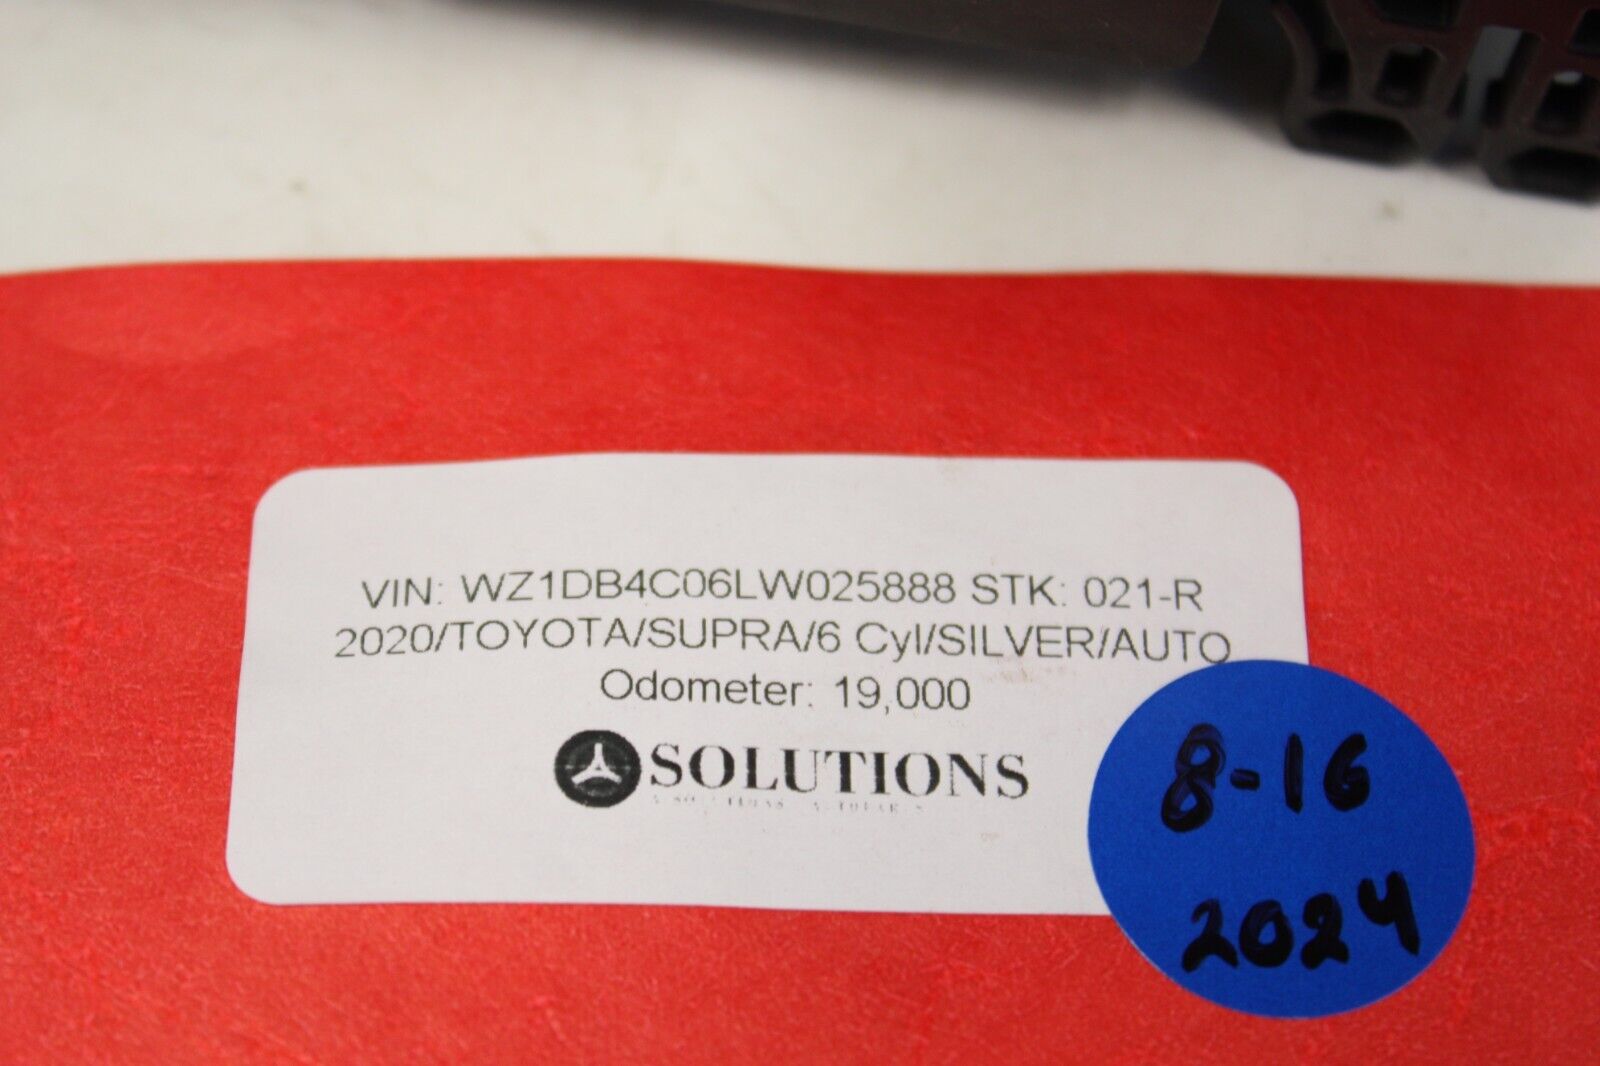 VIN: WZ1DB4C06LW025888 STK: 021-R
2020/TOYOTA/SUPRA/6 Cyl/SILVER/AUTO
Odometer: 19,000
SOLUTIONS
8-16
2024